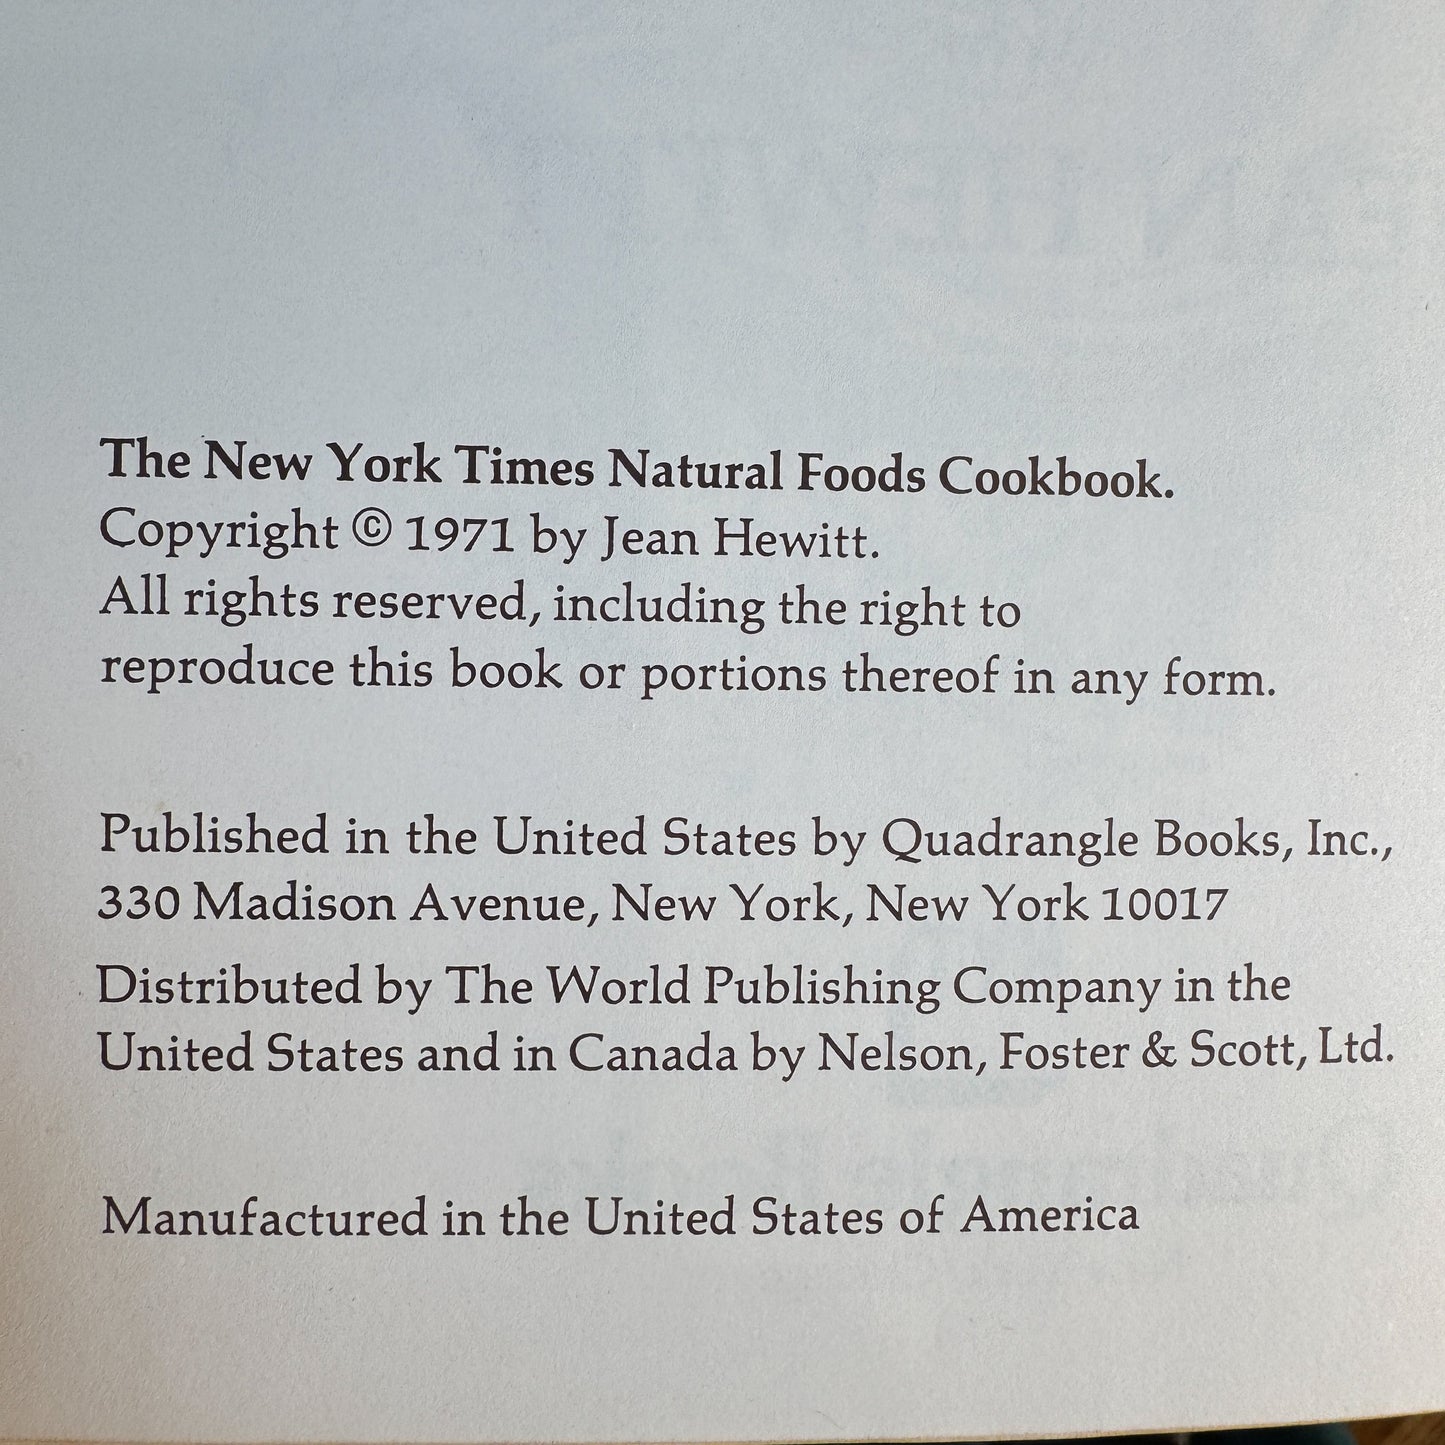 The New York Times Natural Foods Cookbook.
Copyright © 1971 by Jean Hewitt.
All rights reserved, including the right to
reproduce this book or portions thereof in any form.
Published in the United States by Quadrangle Books, Inc.,
330 Madison Avenue, New York, New York 10017
Distributed by The World Publishing Company in the
United States and in Canada by Nelson, Foster & Scott, Ltd.
Manufactured in the United States of America